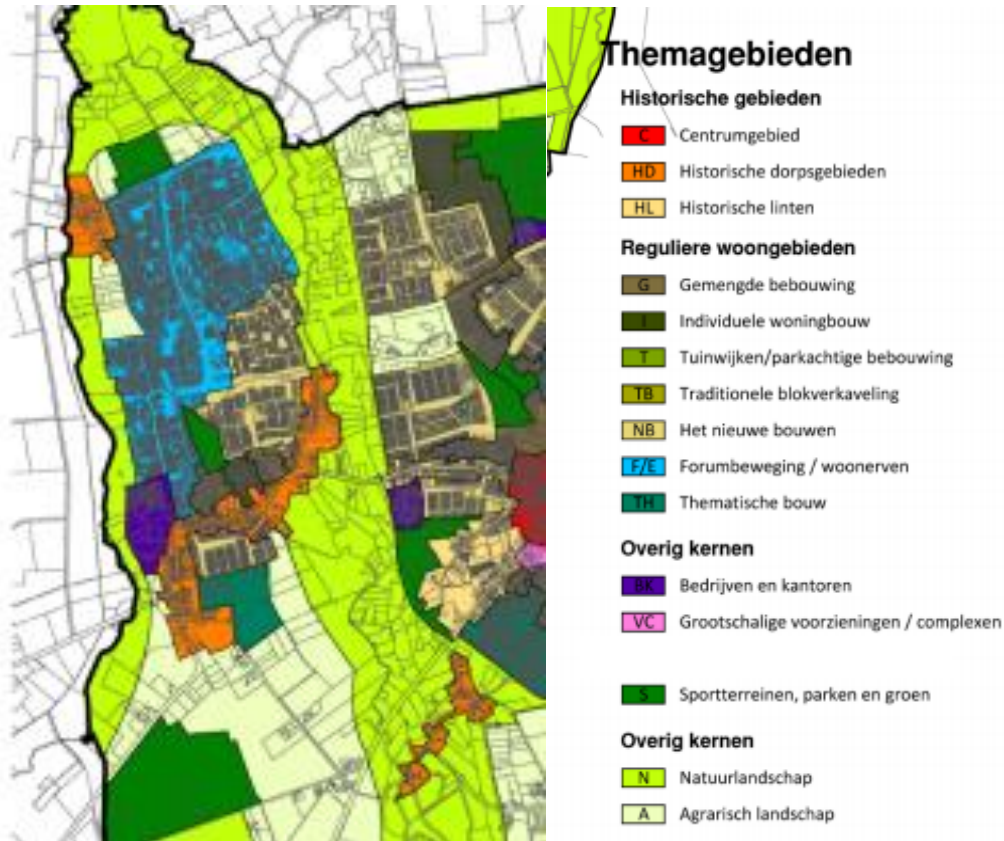 Themagebieden
Historische gebieden
C Centrumgebied
HD Historische dorpsgebieden
HL Historische linten
Reguliere woongebieden
G Gemengde bebouwing
I Individuele woningbouw
T Tuinwijken/parkachtige bebouwing
TB Traditionele blokverkaveling
NB Het nieuwe bouwen
F/E Forumbeweging / woonerven
TH Thematische bouw
Overig kernen
BK Bedrijven en kantoren
VC Grootschalige voorzieningen / complexen
S Sportterreinen, parken en groen
Overig kernen
N Natuurlandschap
A Agrarisch landschap